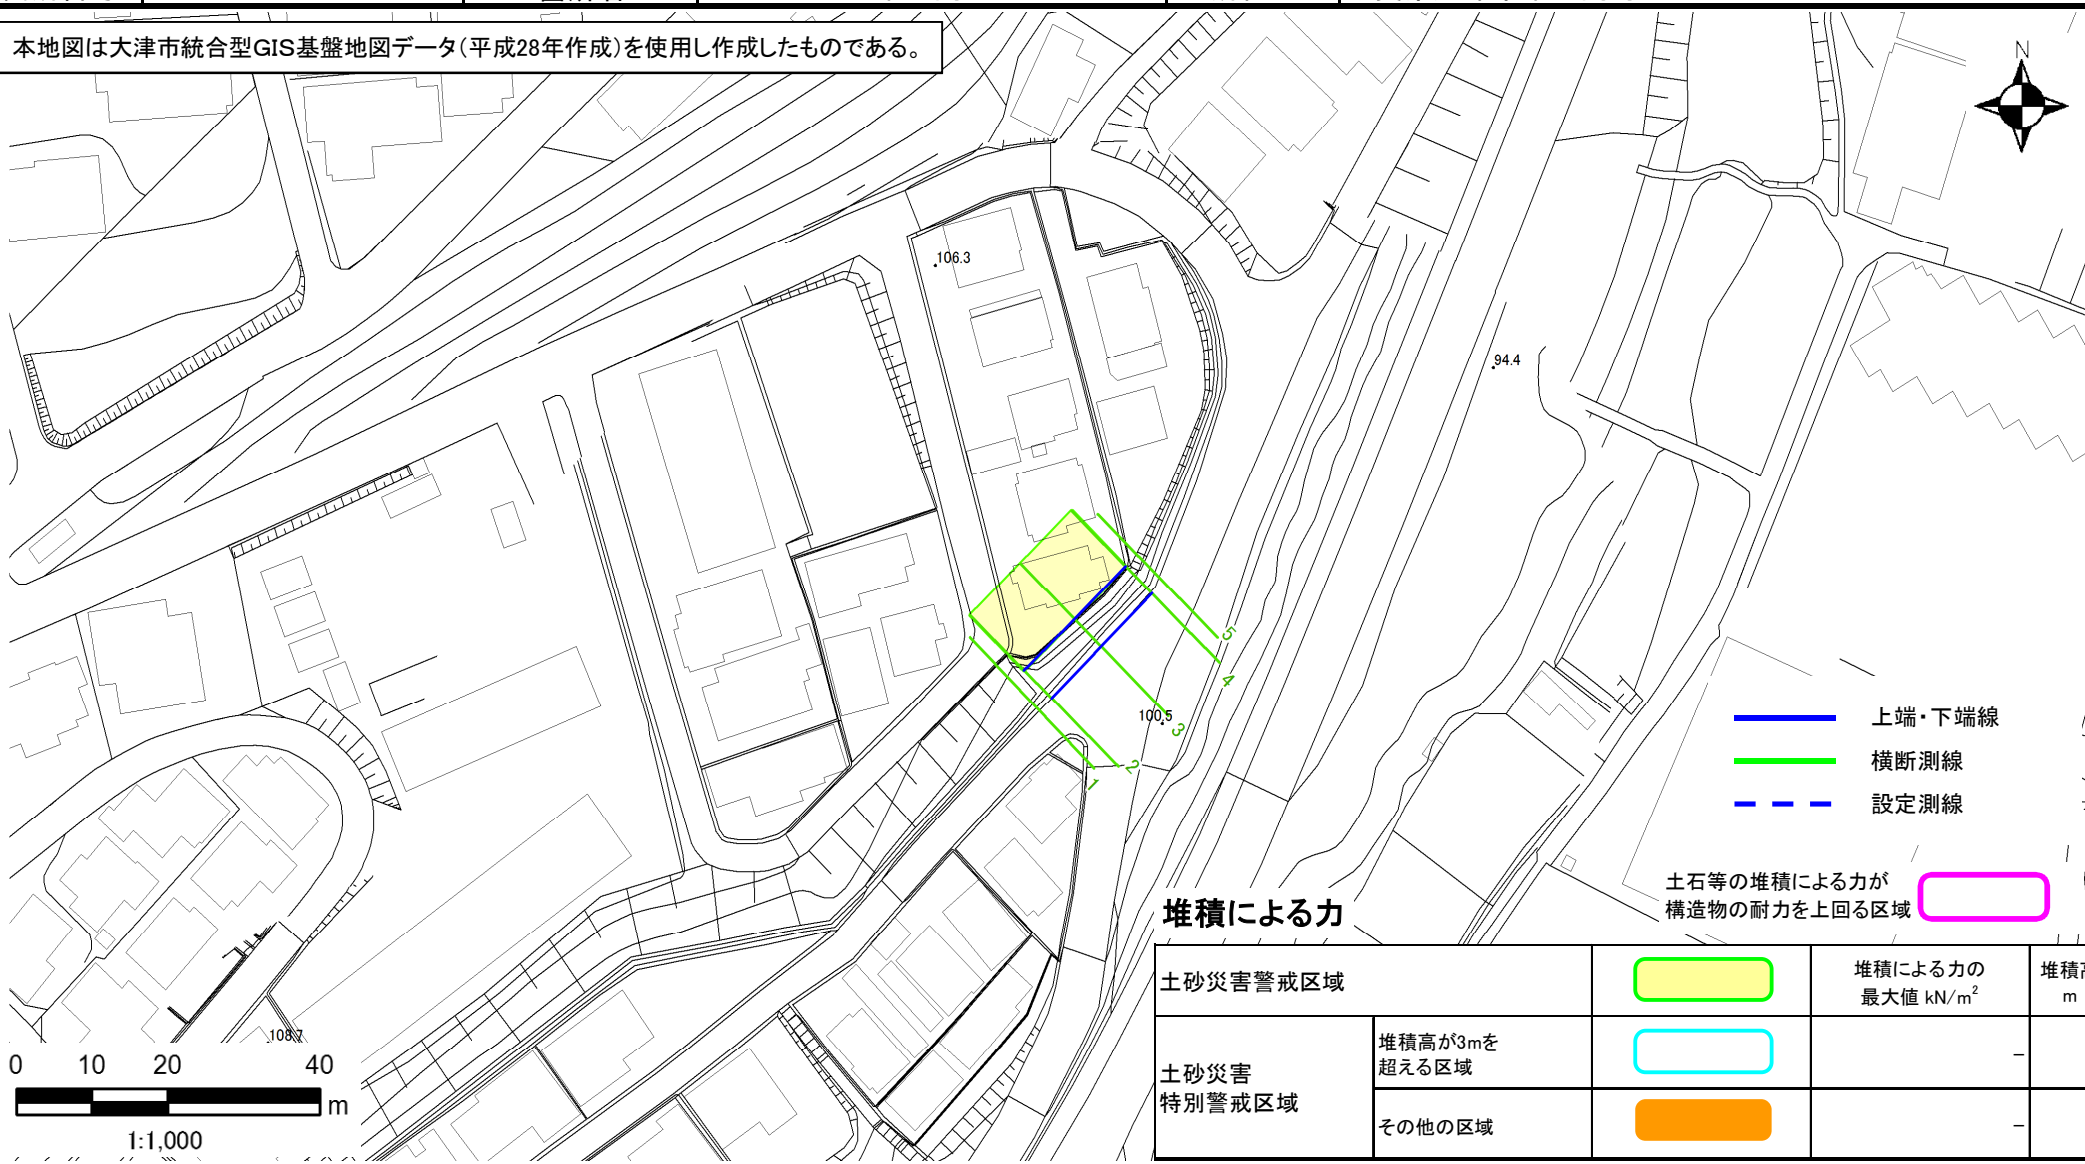 本地図は大津市統合型GIS基盤地図データ(平成28年作成)を使用し作成したものである。
N
106.3
94.4
5
4
100.5
3
2
1
上端・下端線
横断測線
設定測線
土石等の堆積による力が
構造物の耐力を上回る区域
堆積による力
土砂災害警戒区域
堆積による力の
最大値 kN/m²
堆積高
m
土砂災害
特別警戒区域
堆積高が3mを
超える区域
–
その他の区域
–
108.7
0 10 20 40
m
1:1,000